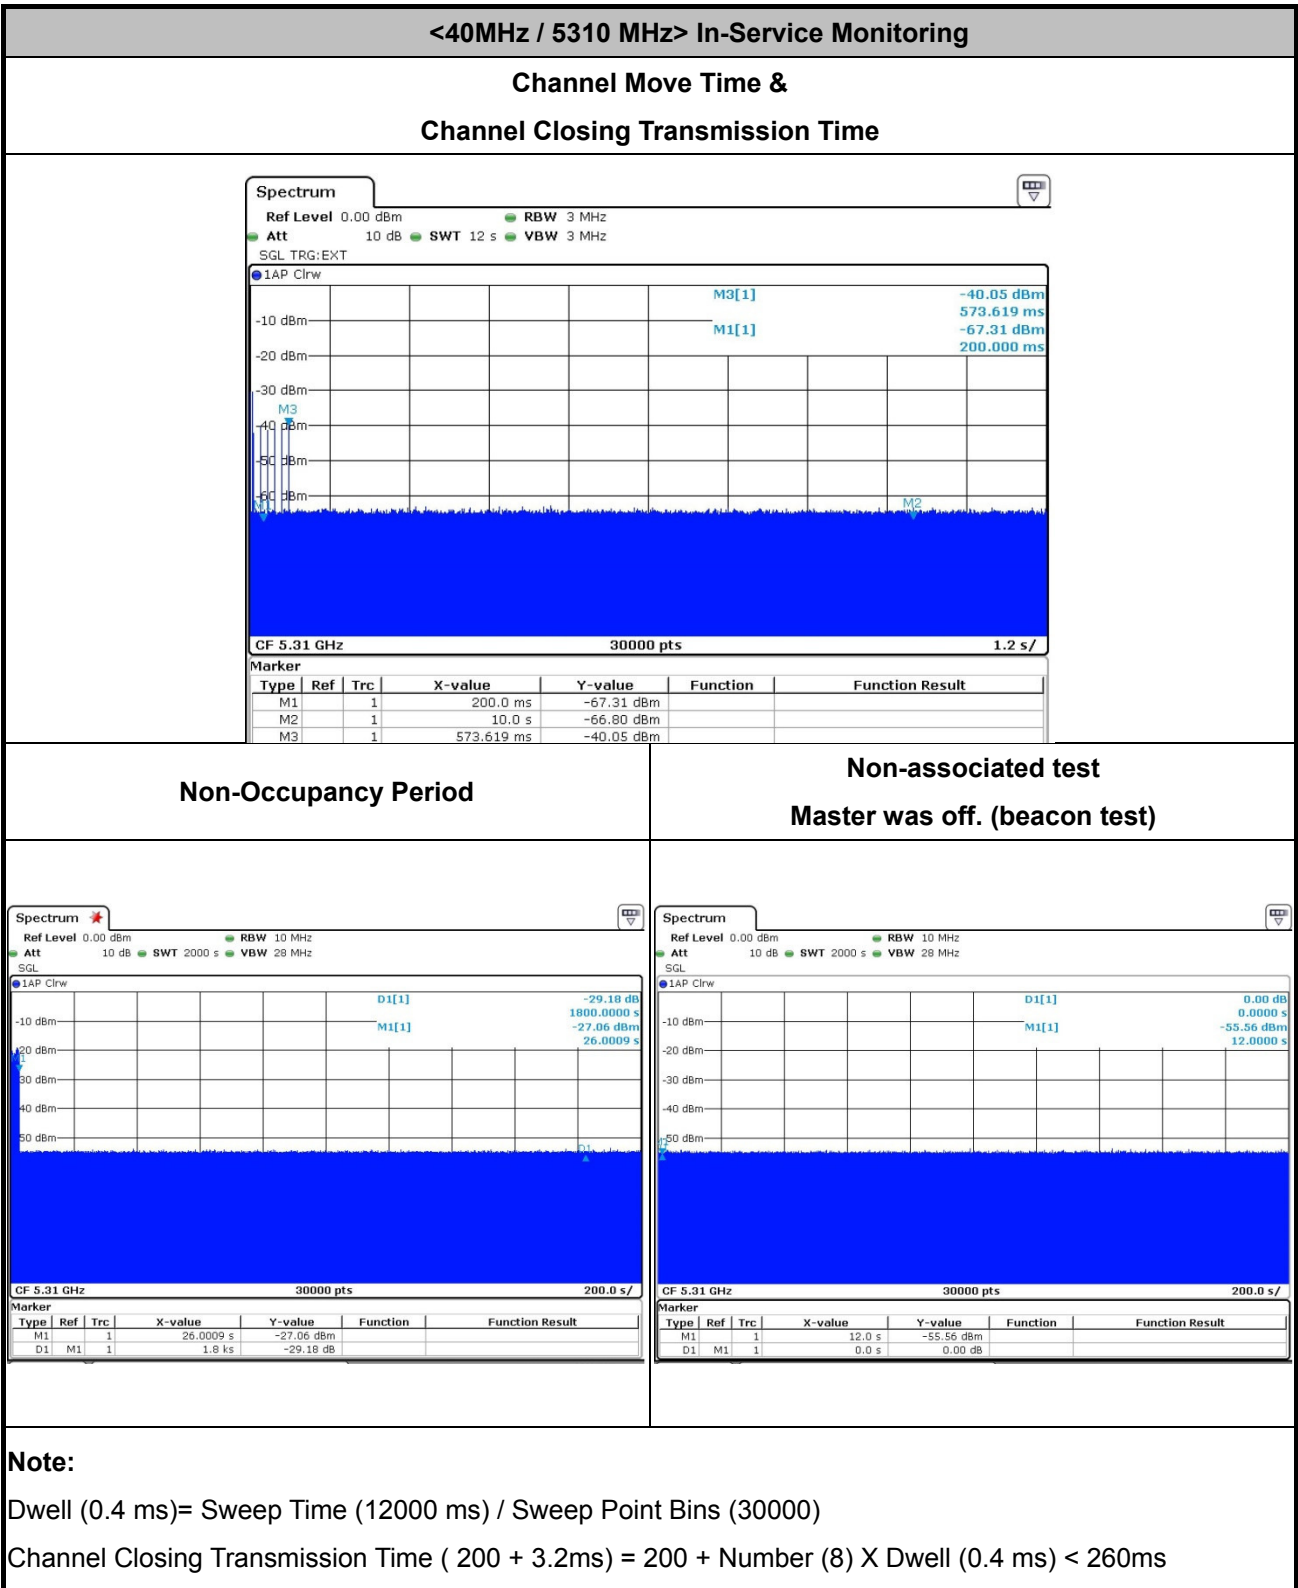 <40MHz / 5310 MHz> In-Service Monitoring
Channel Move Time &
Channel Closing Transmission Time
Spectrum
Ref Level 0.00 dBm RBW 3 MHz
Att 10 dB SWT 12 s VBW 3 MHz
SGL TRG:EXT
1AP Clrw
M3[1] -40.05 dBm
573.619 ms
-10 dBm
M1[1] -67.31 dBm
200.000 ms
-20 dBm
-30 dBm
M3
-40 dBm
-50 dBm
-60 dBm
M1
M2
CF 5.31 GHz 30000 pts 1.2 s/
Marker
Type Ref Trc X-value Y-value Function Function Result
M1 1 200.0 ms -67.31 dBm
M2 1 10.0 s -66.80 dBm
M3 1 573.619 ms -40.05 dBm
Non-Occupancy Period
Non-associated test
Master was off. (beacon test)
Spectrum
Ref Level 0.00 dBm RBW 10 MHz
Att 10 dB SWT 2000 s VBW 28 MHz
SGL
1AP Clrw
D1[1] -29.18 dB
1800.0000 s
-10 dBm
M1[1] -27.06 dBm
26.0009 s
-20 dBm
M1
-30 dBm
-40 dBm
-50 dBm
D1
CF 5.31 GHz 30000 pts 200.0 s/
Marker
Type Ref Trc X-value Y-value Function Function Result
M1 1 26.0009 s -27.06 dBm
D1 M1 1 1.8 ks -29.18 dB
Spectrum
Ref Level 0.00 dBm RBW 10 MHz
Att 10 dB SWT 2000 s VBW 28 MHz
SGL
1AP Clrw
D1[1] 0.00 dB
0.0000 s
-10 dBm
M1[1] -55.56 dBm
12.0000 s
-20 dBm
-30 dBm
-40 dBm
-50 dBm
CF 5.31 GHz 30000 pts 200.0 s/
Marker
Type Ref Trc X-value Y-value Function Function Result
M1 1 12.0 s -55.56 dBm
D1 M1 1 0.0 s 0.00 dB
Note:
Dwell (0.4 ms)= Sweep Time (12000 ms) / Sweep Point Bins (30000)
Channel Closing Transmission Time ( 200 + 3.2ms) = 200 + Number (8) X Dwell (0.4 ms) < 260ms